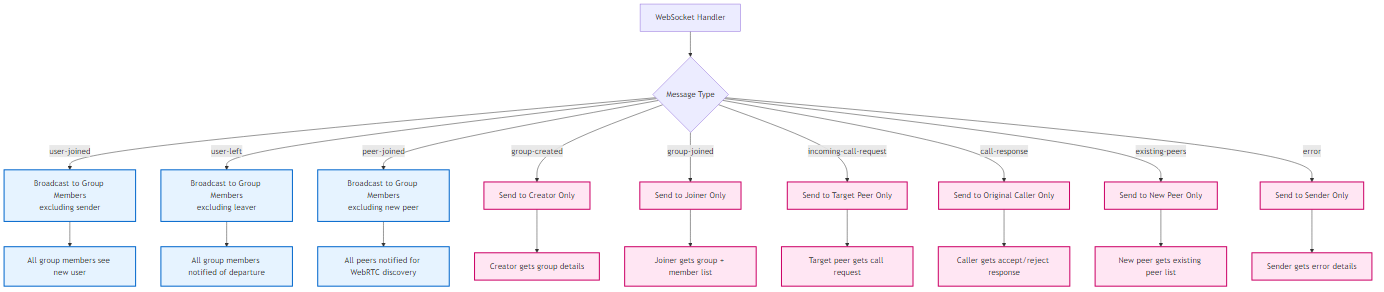 WebSocket Handler
Message Type
user-joined
user-left
peer-joined
group-created
group-joined
incoming-call-request
call-response
existing-peers
error
Broadcast to Group
Members
excluding sender
Broadcast to Group
Members
excluding leaver
Broadcast to Group
Members
excluding new peer
Send to Creator Only
Send to Joiner Only
Send to Target Peer Only
Send to Original Caller Only
Send to New Peer Only
Send to Sender Only
All group members see
new user
All group members
notified of departure
All peers notified for
WebRTC discovery
Creator gets group details
Joiner gets group +
member list
Target peer gets call
request
Caller gets accept/reject
response
New peer gets existing
peer list
Sender gets error details